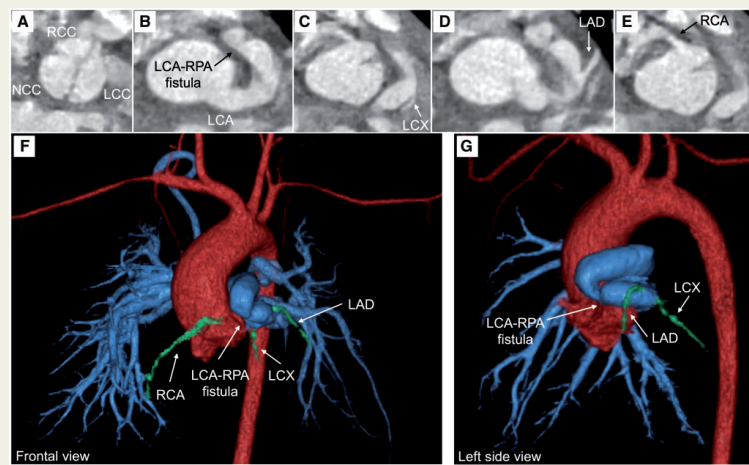 A
RCC
NCC
LCC
B
LCA-RPA
fistula
LCA
C
LCX
D
LAD
E
RCA
F
LAD
LCA-RPA
fistula
LCX
RCA
Frontal view
G
LCX
LCA-RPA
fistula
LAD
Left side view